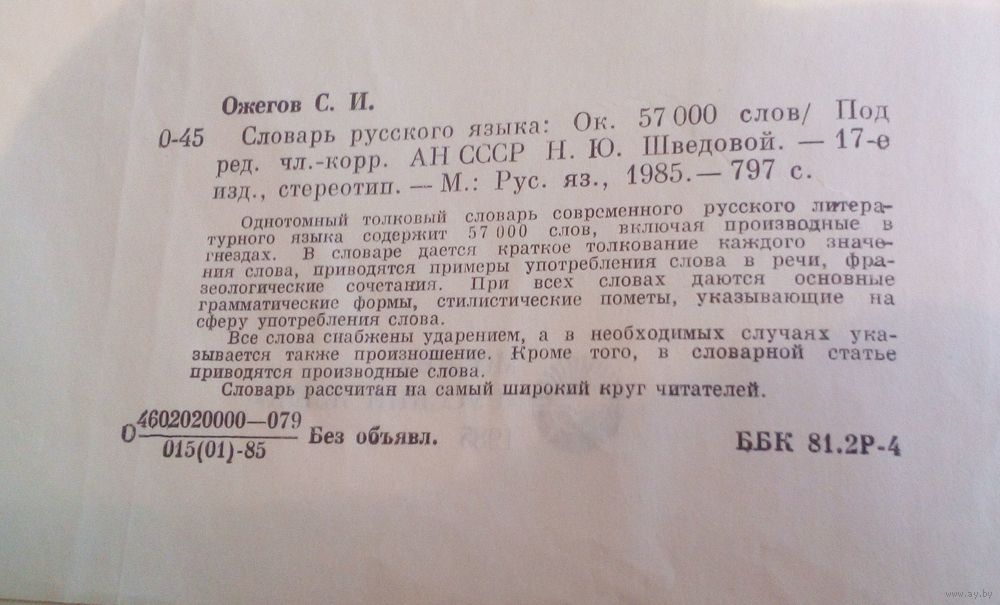 Ожегов С. И.
О-45 Словарь русского языка: Ок. 57 000 слов/ Под
ред. чл.-корр. АН СССР Н. Ю. Шведовой. — 17-е
изд., стереотип. — М.: Рус. яз., 1985. — 797 с.
Однотомный толковый словарь современного русского литера-
турного языка содержит 57 000 слов, включая производные в
гнездах. В словаре дается краткое толкование каждого значе-
ния слова, приводятся примеры употребления слова в речи, фра-
зеологические сочетания. При всех словах даются основные
грамматические формы, стилистические пометы, указывающие на
сферу употребления слова.
Все слова снабжены ударением, а в необходимых случаях ука-
зывается также произношение. Кроме того, в словарной статье
приводятся производные слова.
Словарь рассчитан на самый широкий круг читателей.
О 4602020000—079
015(01)-85 Без объявл. ББК 81.2Р-4
www.ay.by